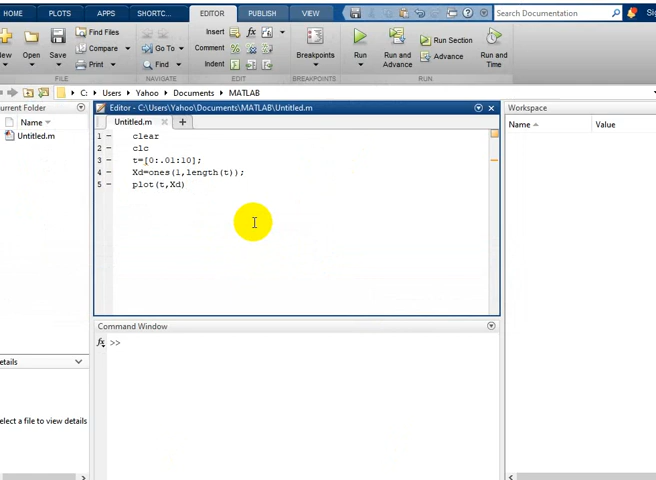 HOME PLOTS APPS SHORTC... EDITOR PUBLISH VIEW Search Documentation
New Open Save Find Files Compare Print
Go To Find
Insert Comment Indent
Breakpoints
Run Run and Advance Run Section Advance Run and Time
FILE NAVIGATE EDIT BREAKPOINTS RUN
C: Users Yahoo Documents MATLAB
urrent Folder
Name
Untitled.m
Editor - C:\Users\Yahoo\Documents\MATLAB\Untitled.m
Untitled.m
1 - clear
2 - clc
3 - t=[0:.01:10];
4 - Xd=ones(1,length(t));
5 - plot(t,Xd)
Workspace
Name Value
Command Window
fx >>
etails
elect a file to view details